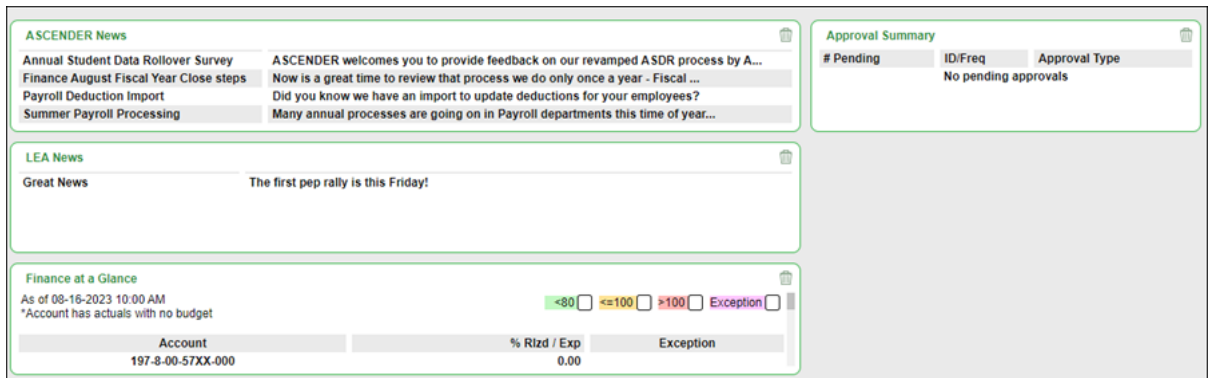 ASCENDER News
Annual Student Data Rollover Survey ASCENDER welcomes you to provide feedback on our revamped ASDR process by A...
Finance August Fiscal Year Close steps Now is a great time to review that process we do only once a year - Fiscal ...
Payroll Deduction Import Did you know we have an import to update deductions for your employees?
Summer Payroll Processing Many annual processes are going on in Payroll departments this time of year...
Approval Summary
# Pending ID/Freq Approval Type
No pending approvals
LEA News
Great News The first pep rally is this Friday!
Finance at a Glance
As of 08-16-2023 10:00 AM
<80 <=100 >100 Exception
*Account has actuals with no budget
Account % Rlzd / Exp Exception
197-8-00-57XX-000 0.00